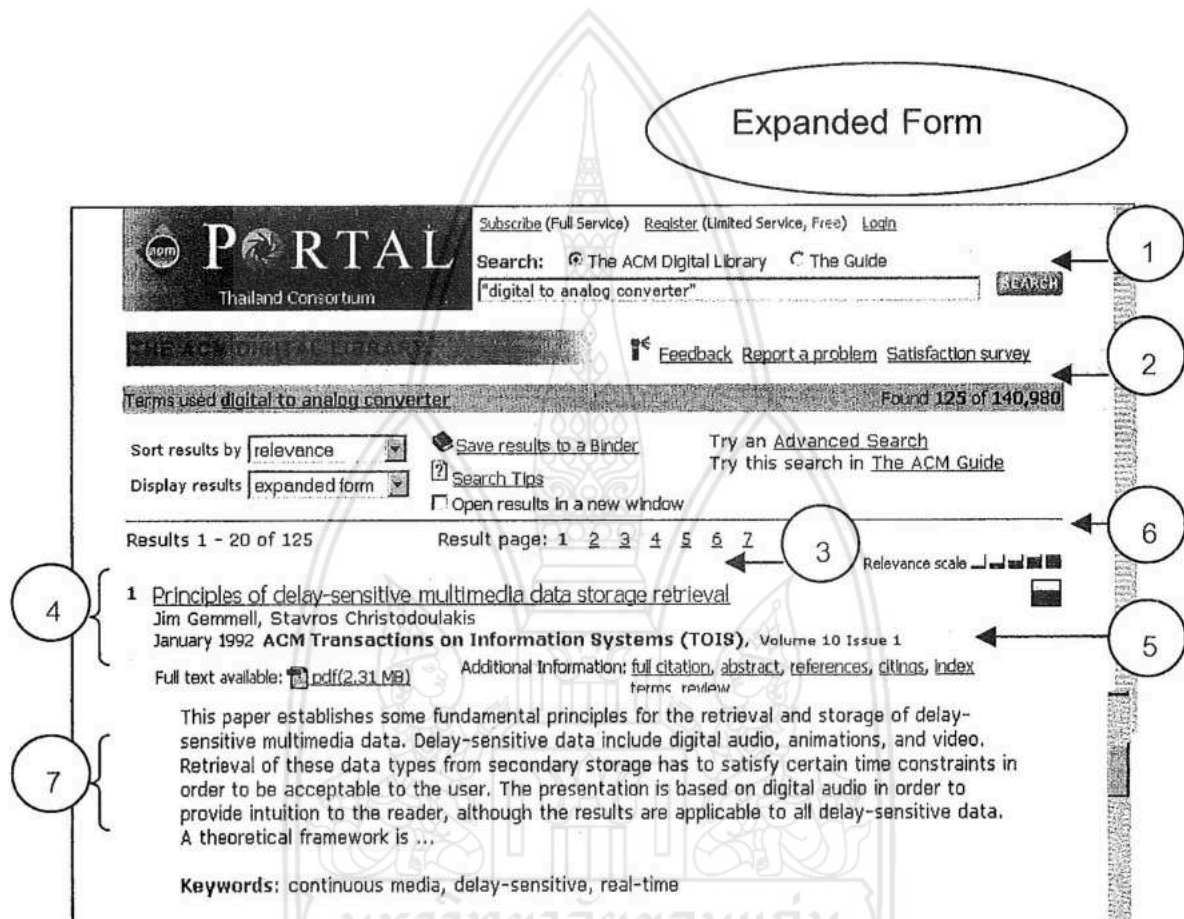 Expanded Form
acm PORTAL
Thailand Consortium
Subscribe (Full Service) Register (Limited Service, Free) Login
Search: The ACM Digital Library The Guide
"digital to analog converter"
SEARCH
1
THE ACM DIGITAL LIBRARY
Feedback Report a problem Satisfaction survey
2
Terms used digital to analog converter
Found 125 of 140,980
Sort results by relevance
Display results expanded form
Save results to a Binder
Search Tips
Open results in a new window
Try an Advanced Search
Try this search in The ACM Guide
6
Results 1 - 20 of 125
Result page: 1 2 3 4 5 6 7
3
Relevance scale
4
1 Principles of delay-sensitive multimedia data storage retrieval
Jim Gemmell, Stavros Christodoulakis
January 1992 ACM Transactions on Information Systems (TOIS), Volume 10 Issue 1
5
Full text available: pdf(2.31 MB)
Additional Information: full citation, abstract, references, citings, index
terms, review
This paper establishes some fundamental principles for the retrieval and storage of delay-
sensitive multimedia data. Delay-sensitive data include digital audio, animations, and video.
7
Retrieval of these data types from secondary storage has to satisfy certain time constraints in
order to be acceptable to the user. The presentation is based on digital audio in order to
provide intuition to the reader, although the results are applicable to all delay-sensitive data.
A theoretical framework is ...
Keywords: continuous media, delay-sensitive, real-time